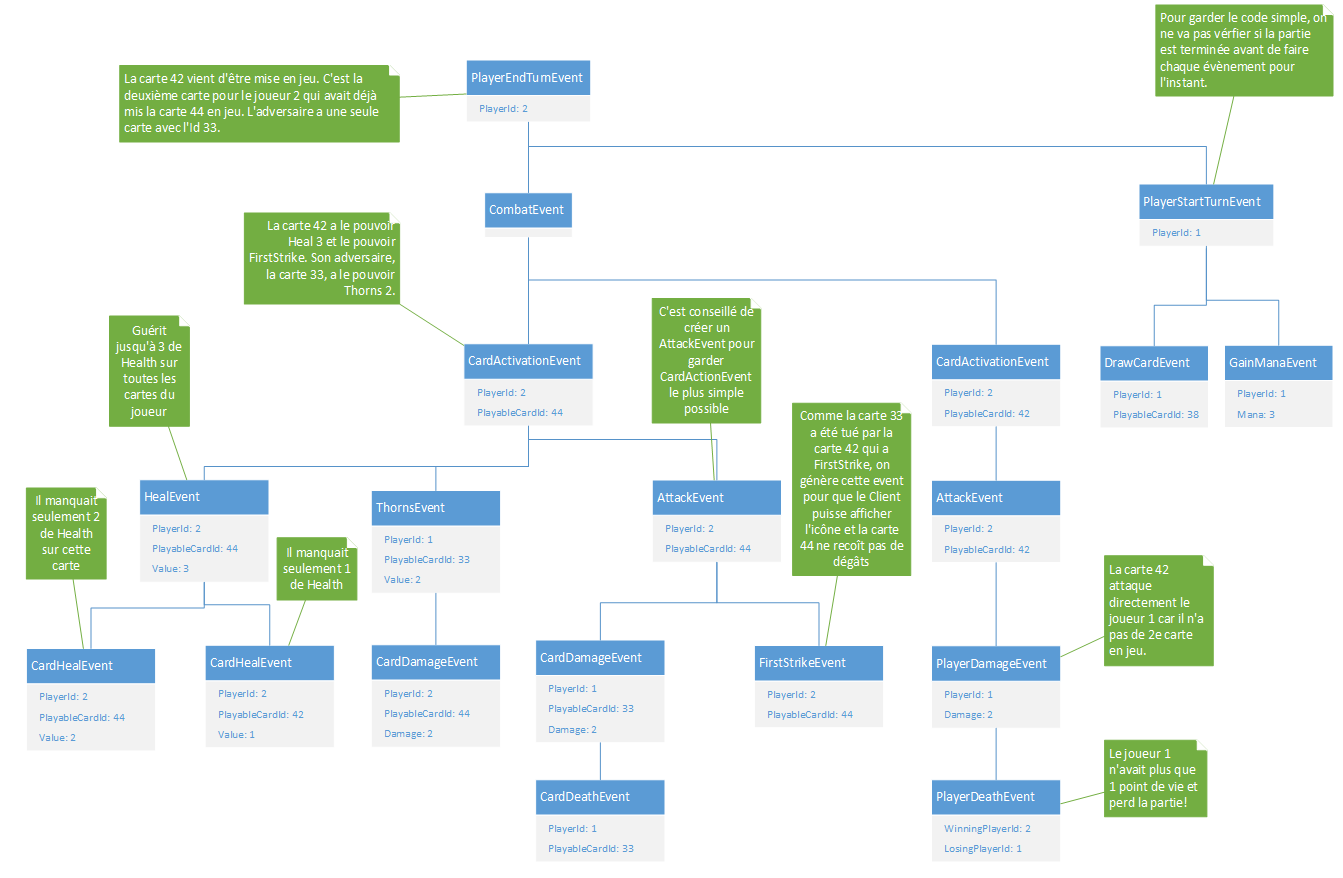 Pour garder le code simple, on
ne va pas vérfier si la partie
est terminée avant de faire
chaque évènement pour
l'instant.
La carte 42 vient d'être mise en jeu. C'est la
deuxième carte pour le joueur 2 qui avait déjà
mis la carte 44 en jeu. L'adversaire a une seule
carte avec l'Id 33.
PlayerEndTurnEvent
PlayerId: 2
CombatEvent
PlayerStartTurnEvent
PlayerId: 1
La carte 42 a le pouvoir
Heal 3 et le pouvoir
FirstStrike. Son adversaire,
la carte 33, a le pouvoir
Thorns 2.
Guérit
jusqu'à 3 de
Health sur
toutes les
cartes du
joueur
C'est conseillé de
créer un
AttackEvent pour
garder
CardActionEvent
le plus simple
possible
CardActivationEvent
PlayerId: 2
PlayableCardId: 44
CardActivationEvent
PlayerId: 2
PlayableCardId: 42
DrawCardEvent
PlayerId: 1
PlayableCardId: 38
GainManaEvent
PlayerId: 1
Mana: 3
Comme la carte 33
a été tué par la
carte 42 qui a
FirstStrike, on
génère cette event
pour que le Client
puisse afficher
l'icône et la carte
44 ne recoît pas de
dégâts
Il manquait
seulement 2
de Health
sur cette
carte
HealEvent
PlayerId: 2
PlayableCardId: 44
Value: 3
Il manquait
seulement 1
de Health
ThornsEvent
PlayerId: 1
PlayableCardId: 33
Value: 2
AttackEvent
PlayerId: 2
PlayableCardId: 44
AttackEvent
PlayerId: 2
PlayableCardId: 42
La carte 42
attaque
directement le
joueur 1 car il n'a
pas de 2e carte
en jeu.
CardHealEvent
PlayerId: 2
PlayableCardId: 44
Value: 2
CardHealEvent
PlayerId: 2
PlayableCardId: 42
Value: 1
CardDamageEvent
PlayerId: 2
PlayableCardId: 44
Damage: 2
CardDamageEvent
PlayerId: 1
PlayableCardId: 33
Damage: 2
FirstStrikeEvent
PlayerId: 2
PlayableCardId: 44
PlayerDamageEvent
PlayerId: 1
Damage: 2
Le joueur 1
n'avait plus que
1 point de vie et
perd la partie!
CardDeathEvent
PlayerId: 1
PlayableCardId: 33
PlayerDeathEvent
WinningPlayerId: 2
LosingPlayerId: 1